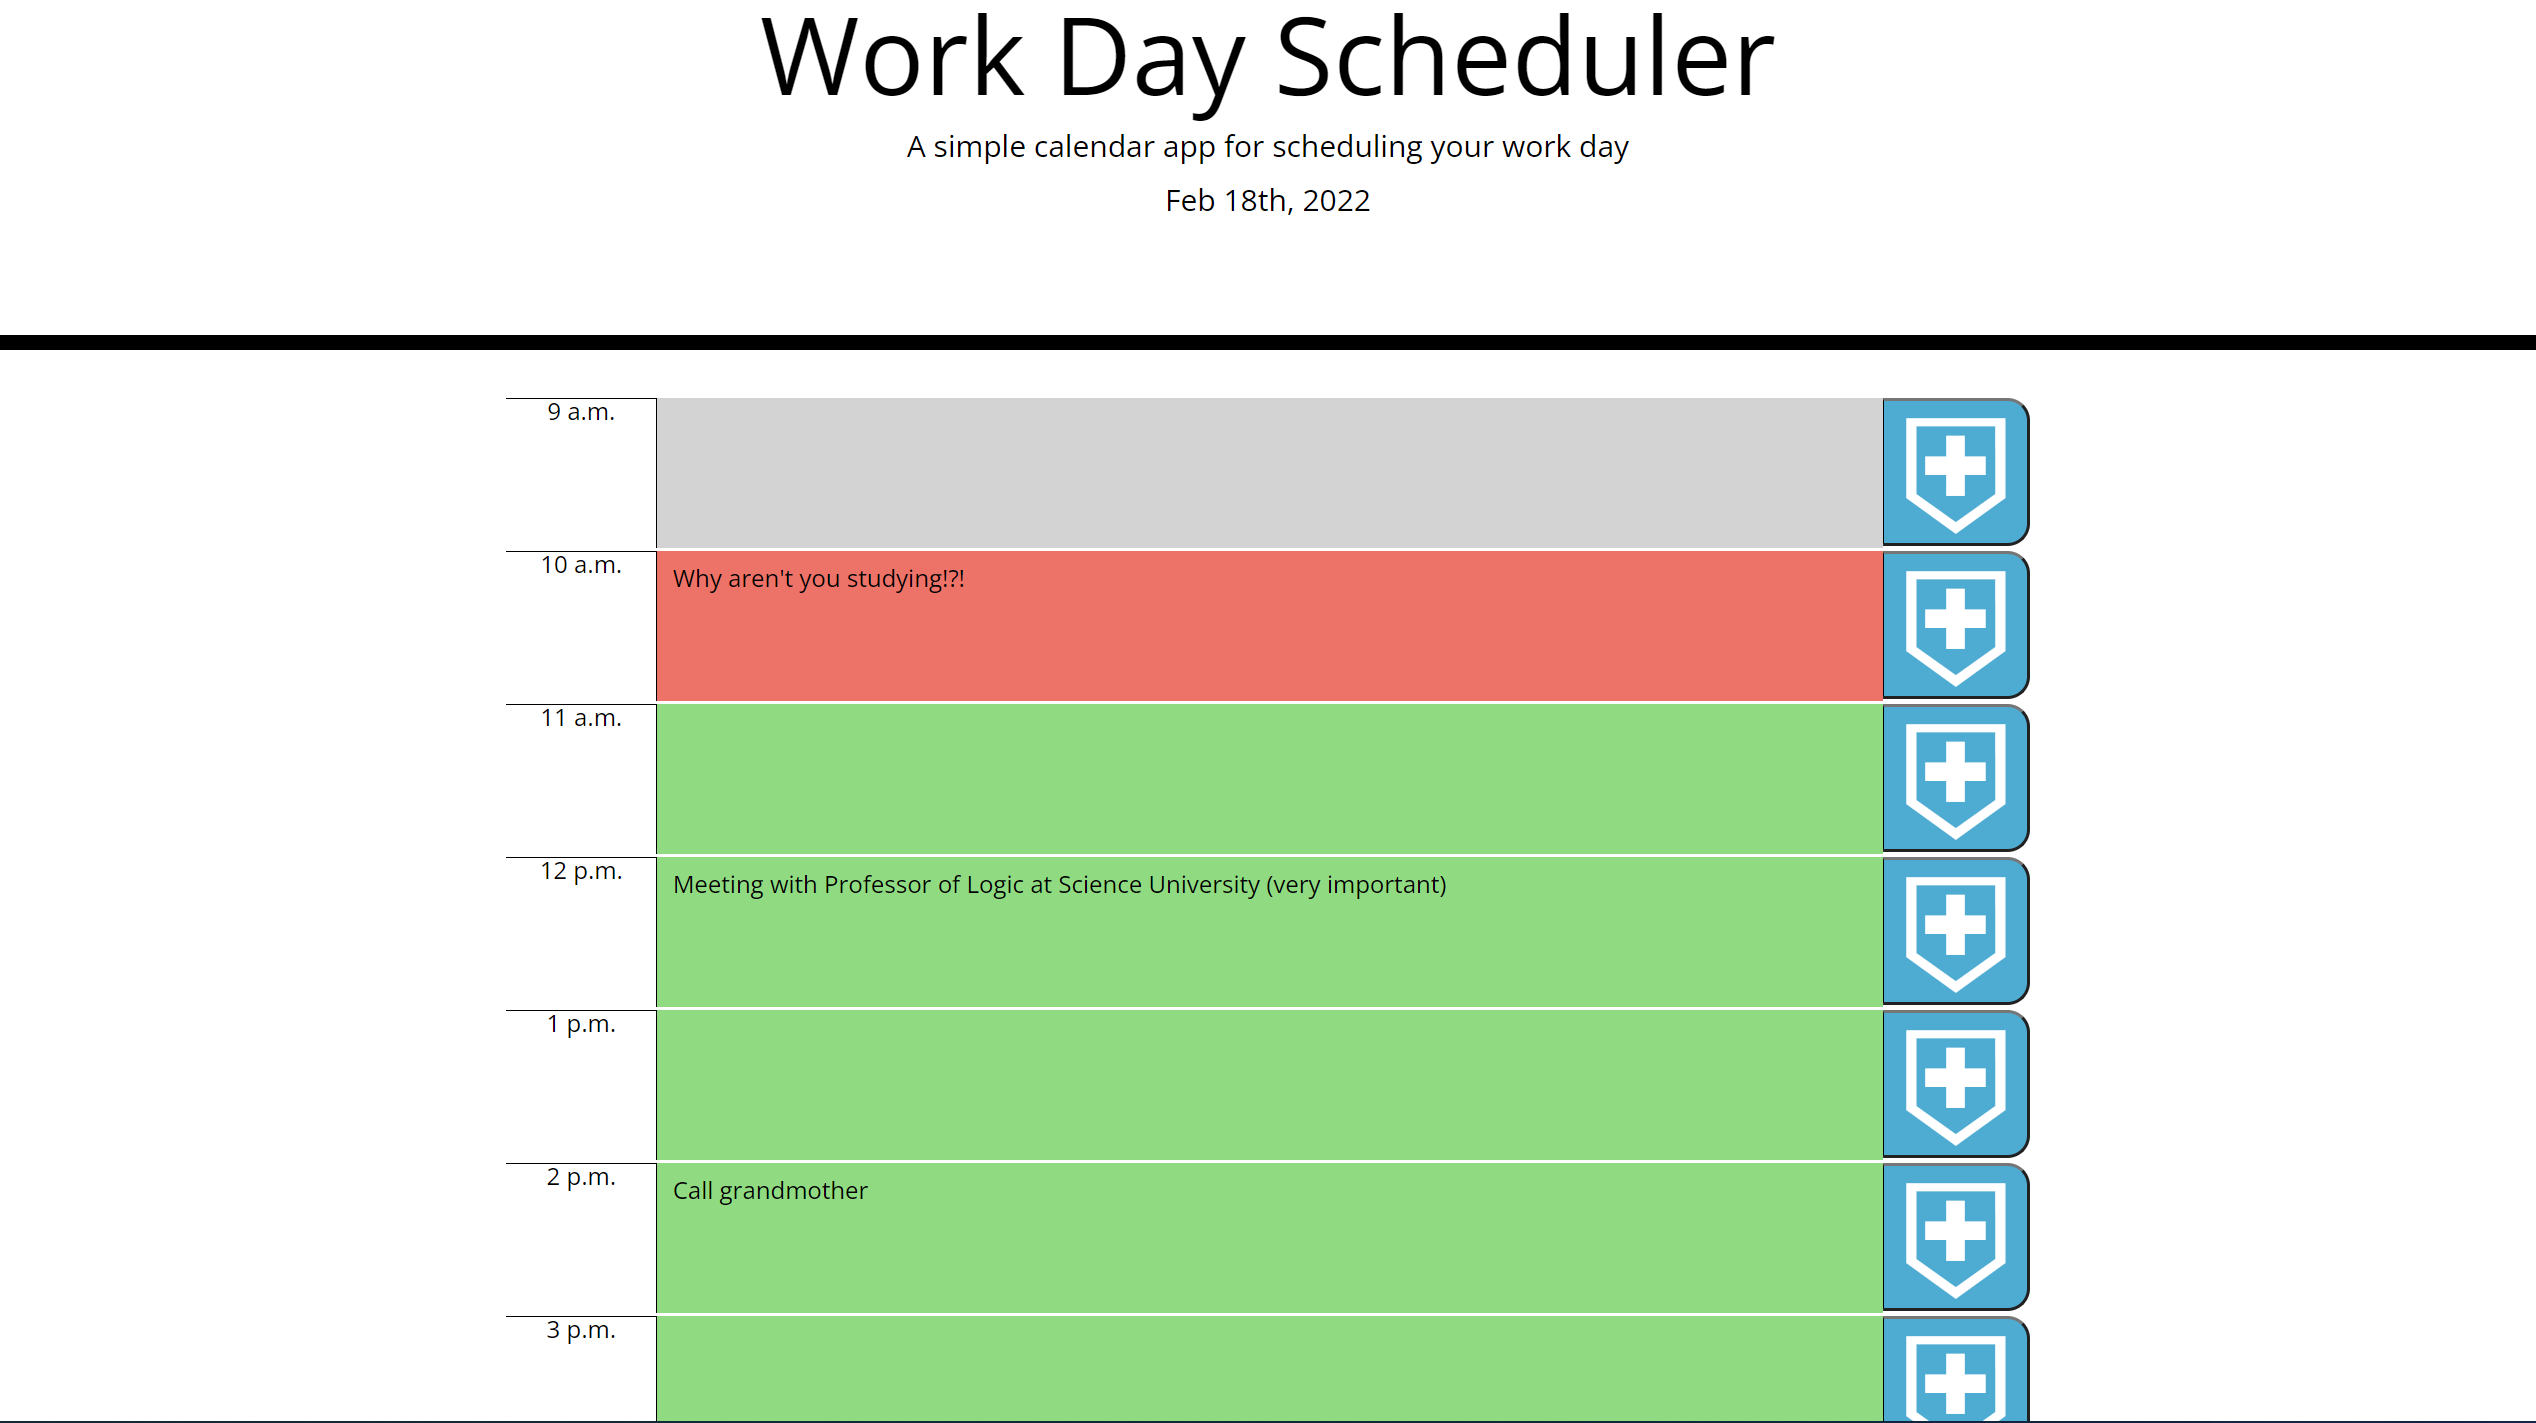 Work Day Scheduler
A simple calendar app for scheduling your work day
Feb 18th, 2022
9 a.m.
10 a.m.
Why aren't you studying!?!
11 a.m.
12 p.m.
Meeting with Professor of Logic at Science University (very important)
1 p.m.
2 p.m.
Call grandmother
3 p.m.